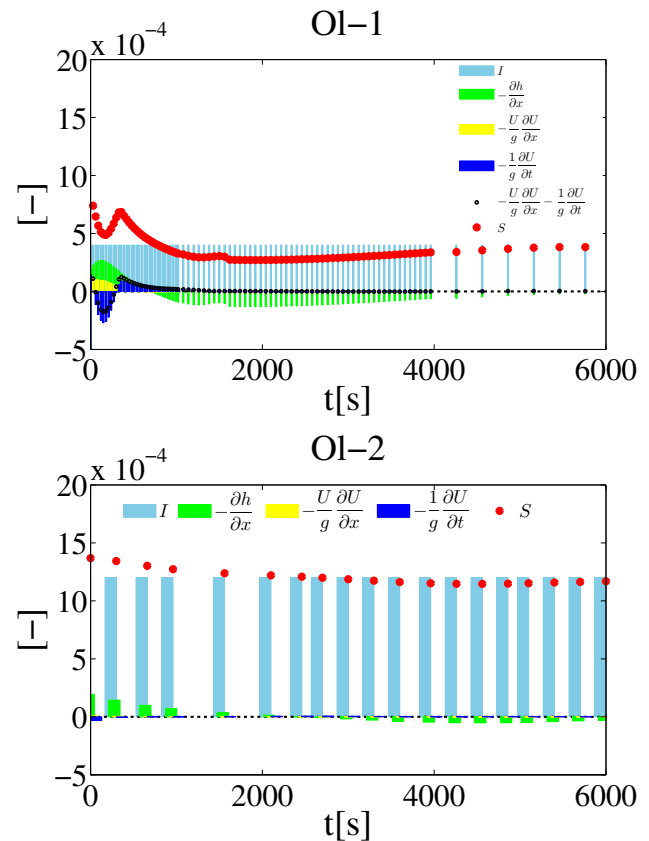 Ol−1
x 10⁻⁴
20
15
10
5
0
−5
[−]
I
−∂h/∂x
−U/g ∂U/∂x
−1/g ∂U/∂t
−U/g ∂U/∂x − 1/g ∂U/∂t
S
0 2000 4000 6000
t[s]
Ol−2
x 10⁻⁴
20
15
10
5
0
−5
[−]
I −∂h/∂x −U/g ∂U/∂x −1/g ∂U/∂t S
0 2000 4000 6000
t[s]